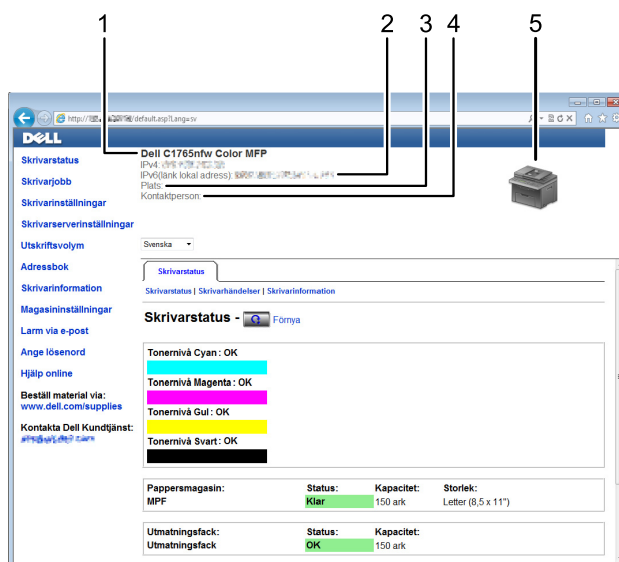 1 2 3 4 5
/default.asp?Lang=sv
DELL
Dell C1765nfw Color MFP
IPv4:
IPv6(länk lokal adress):
Plats:
Kontaktperson:
Skrivarstatus
Skrivarjobb
Skrivarinställningar
Skrivarserverinställningar
Utskriftsvolym
Adressbok
Skrivarinformation
Magasininställningar
Larm via e-post
Ange lösenord
Hjälp online
Beställ material via:
www.dell.com/supplies
Kontakta Dell Kundtjänst:
Svenska
Skrivarstatus
Skrivarstatus | Skrivarhändelser | Skrivarinformation
Skrivarstatus - Förnya
Tonernivå Cyan : OK
Tonernivå Magenta : OK
Tonernivå Gul : OK
Tonernivå Svart : OK
Pappersmagasin: Status: Kapacitet: Storlek:
MPF Klar 150 ark Letter (8,5 x 11")
Utmatningsfack: Status: Kapacitet:
Utmatningsfack OK 150 ark